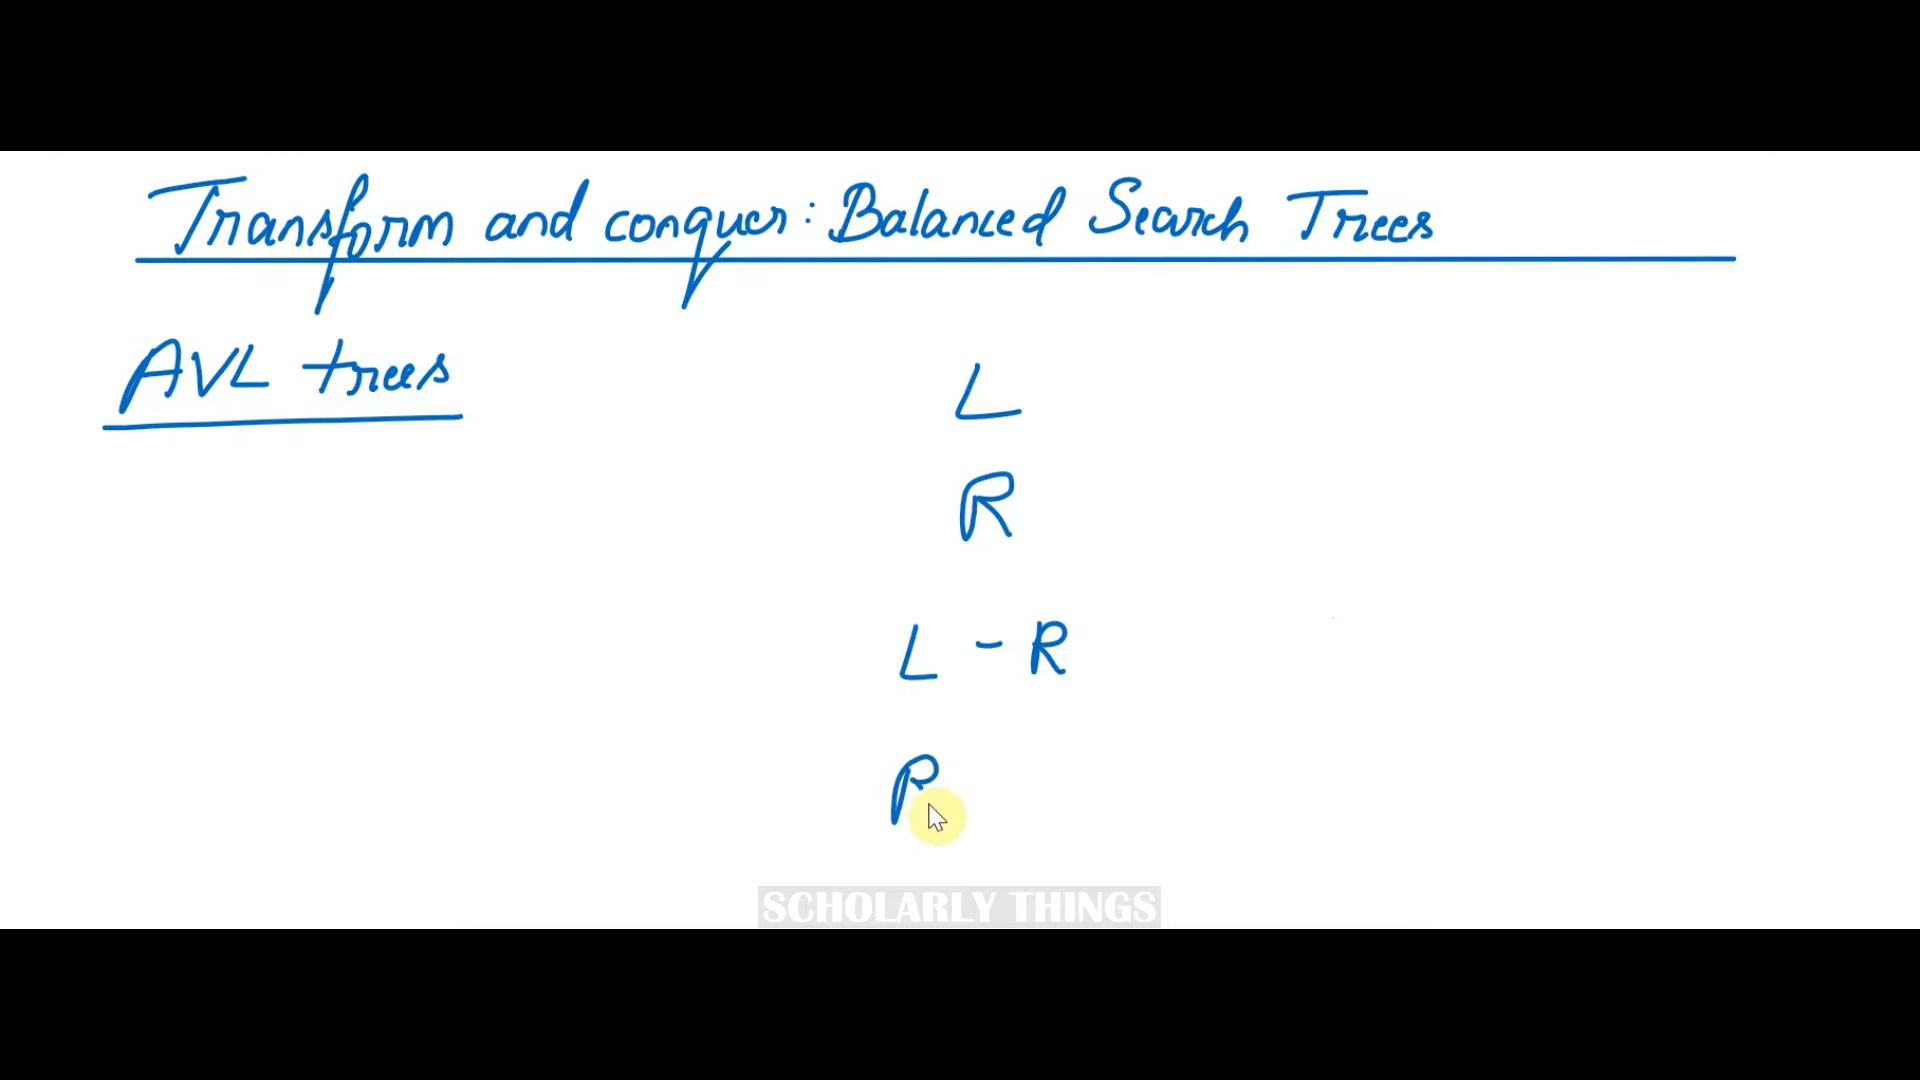 Transform and conquer: Balanced Search Trees
AVL trees
L
R
L - R
R
SCHOLARLY THINGS